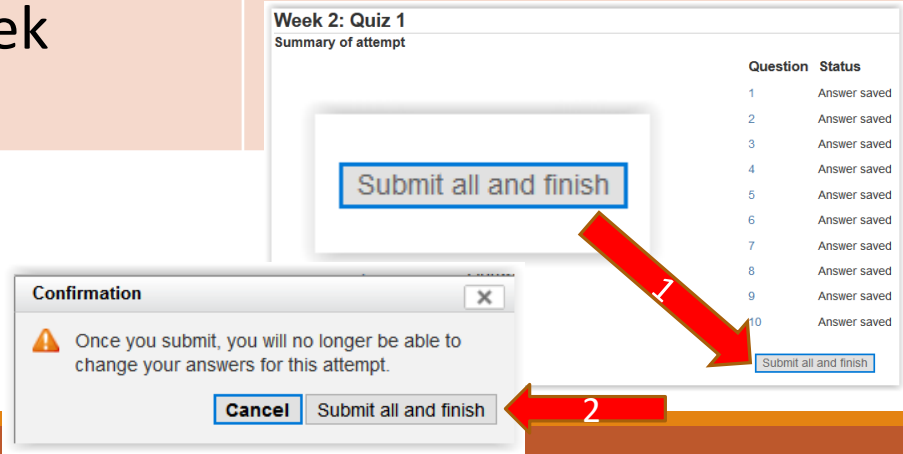 ek
Week 2: Quiz 1
Summary of attempt
Question Status
1 Answer saved
2 Answer saved
3 Answer saved
4 Answer saved
5 Answer saved
6 Answer saved
7 Answer saved
8 Answer saved
9 Answer saved
10 Answer saved
Submit all and finish
1
Submit all and finish
Confirmation
Once you submit, you will no longer be able to
change your answers for this attempt.
Cancel Submit all and finish
2